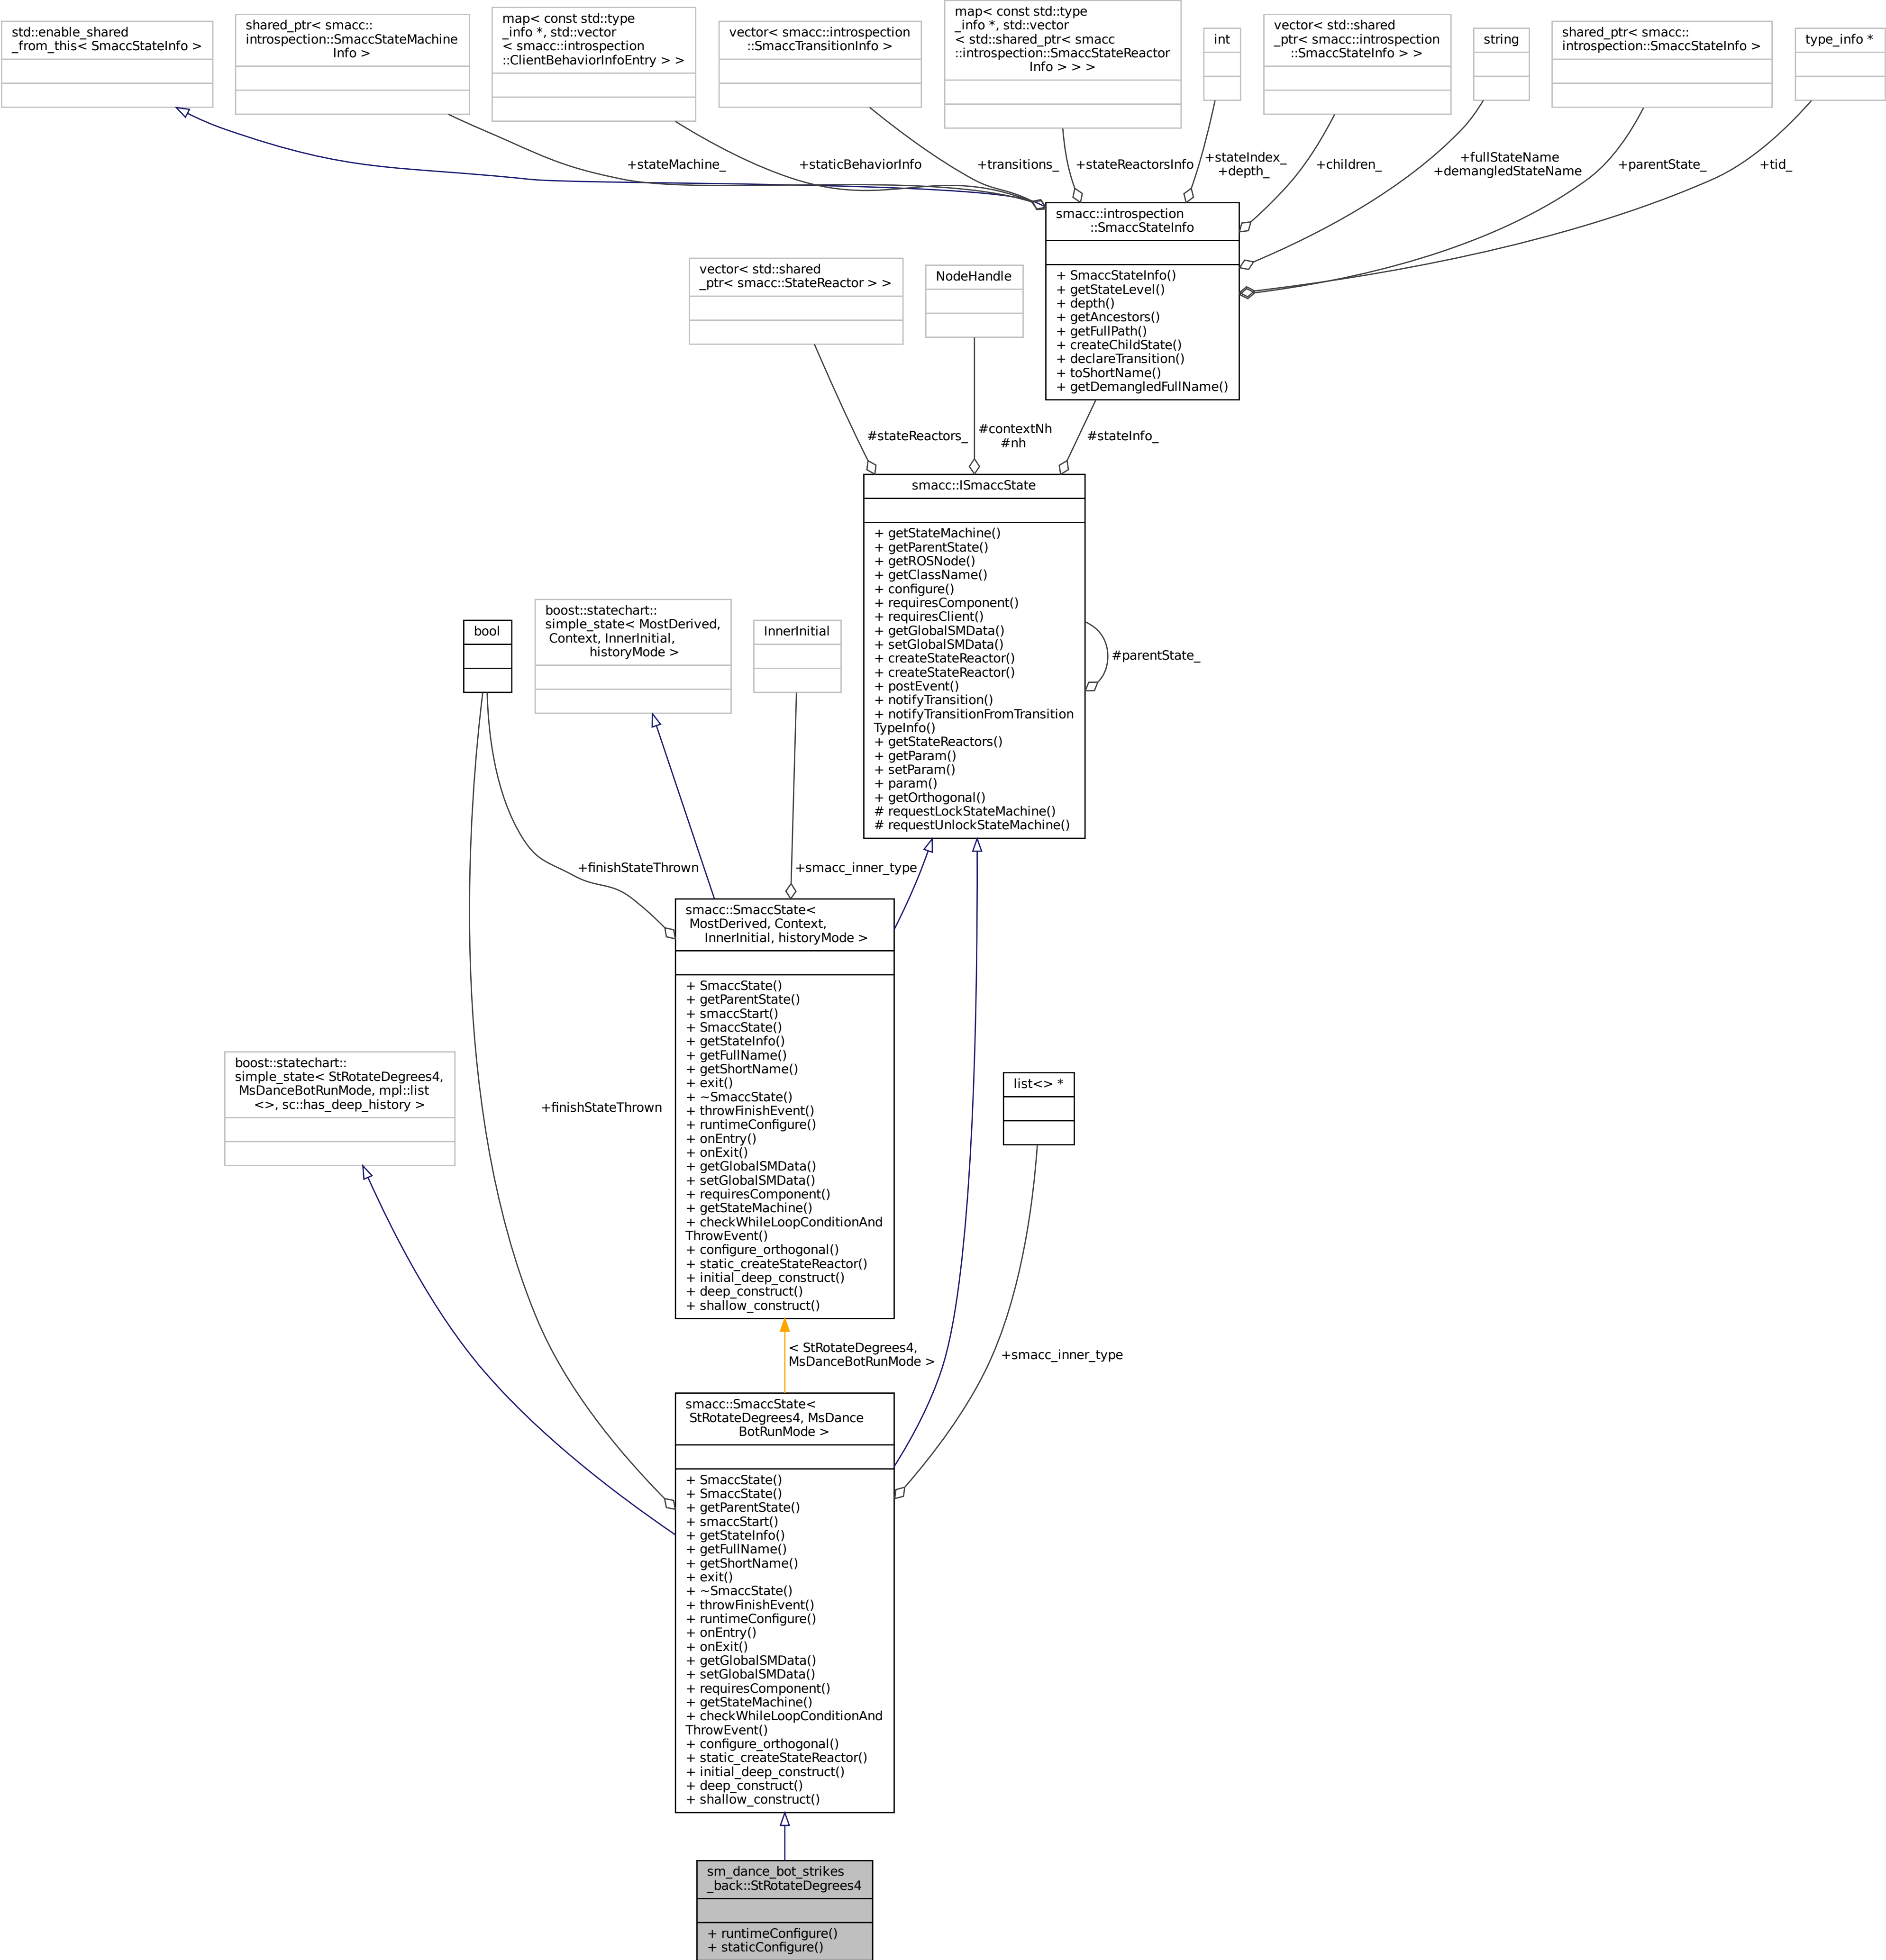 std::enable_shared
_from_this< SmaccStateInfo >
shared_ptr< smacc::
introspection::SmaccStateMachine
Info >
map< const std::type
_info *, std::vector
< smacc::introspection
::ClientBehaviorInfoEntry > >
vector< smacc::introspection
::SmaccTransitionInfo >
map< const std::type
_info *, std::vector
< std::shared_ptr< smacc
::introspection::SmaccStateReactor
Info > > >
int
vector< std::shared
_ptr< smacc::introspection
::SmaccStateInfo > >
string
shared_ptr< smacc::
introspection::SmaccStateInfo >
type_info *
+stateMachine_
+staticBehaviorInfo
+transitions_
+stateReactorsInfo
+stateIndex_
+depth_
+children_
+fullStateName
+demangledStateName
+parentState_
+tid_
smacc::introspection
::SmaccStateInfo
+ SmaccStateInfo()
+ getStateLevel()
+ depth()
+ getAncestors()
+ getFullPath()
+ createChildState()
+ declareTransition()
+ toShortName()
+ getDemangledFullName()
vector< std::shared
_ptr< smacc::StateReactor > >
NodeHandle
#stateReactors_
#contextNh
#nh
#stateInfo_
smacc::ISmaccState
+ getStateMachine()
+ getParentState()
+ getROSNode()
+ getClassName()
+ configure()
+ requiresComponent()
+ requiresClient()
+ getGlobalSMData()
+ setGlobalSMData()
+ createStateReactor()
+ createStateReactor()
+ postEvent()
+ notifyTransition()
+ notifyTransitionFromTransition
TypeInfo()
+ getStateReactors()
+ getParam()
+ setParam()
+ param()
+ getOrthogonal()
# requestLockStateMachine()
# requestUnlockStateMachine()
#parentState_
bool
boost::statechart::
simple_state< MostDerived,
Context, InnerInitial,
historyMode >
InnerInitial
+finishStateThrown
+smacc_inner_type
smacc::SmaccState<
MostDerived, Context,
InnerInitial, historyMode >
+ SmaccState()
+ getParentState()
+ smaccStart()
+ SmaccState()
+ getStateInfo()
+ getFullName()
+ getShortName()
+ exit()
+ ~SmaccState()
+ throwFinishEvent()
+ runtimeConfigure()
+ onEntry()
+ onExit()
+ getGlobalSMData()
+ setGlobalSMData()
+ requiresComponent()
+ getStateMachine()
+ checkWhileLoopConditionAnd
ThrowEvent()
+ configure_orthogonal()
+ static_createStateReactor()
+ initial_deep_construct()
+ deep_construct()
+ shallow_construct()
boost::statechart::
simple_state< StRotateDegrees4,
MsDanceBotRunMode, mpl::list
<>, sc::has_deep_history >
+finishStateThrown
list<> *
< StRotateDegrees4,
MsDanceBotRunMode >
+smacc_inner_type
smacc::SmaccState<
StRotateDegrees4, MsDance
BotRunMode >
+ SmaccState()
+ SmaccState()
+ getParentState()
+ smaccStart()
+ getStateInfo()
+ getFullName()
+ getShortName()
+ exit()
+ ~SmaccState()
+ throwFinishEvent()
+ runtimeConfigure()
+ onEntry()
+ onExit()
+ getGlobalSMData()
+ setGlobalSMData()
+ requiresComponent()
+ getStateMachine()
+ checkWhileLoopConditionAnd
ThrowEvent()
+ configure_orthogonal()
+ static_createStateReactor()
+ initial_deep_construct()
+ deep_construct()
+ shallow_construct()
sm_dance_bot_strikes
_back::StRotateDegrees4
+ runtimeConfigure()
+ staticConfigure()